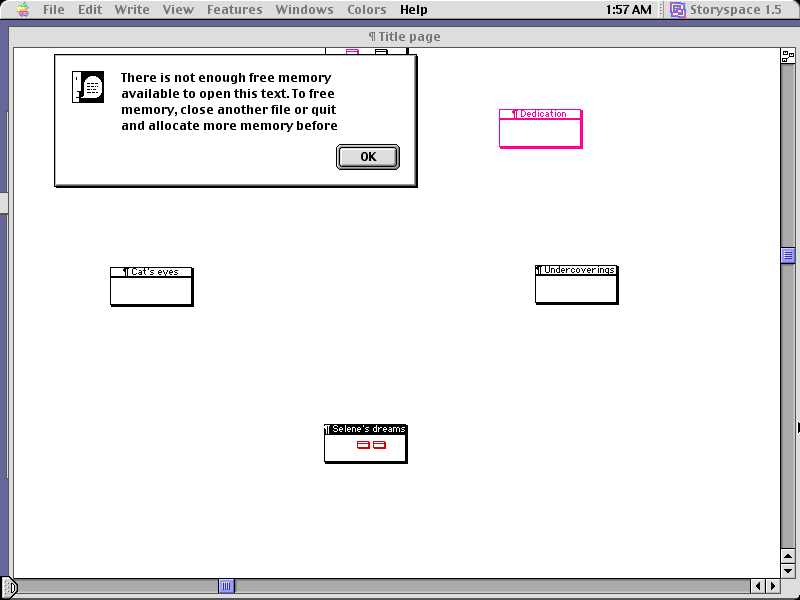 File Edit Write View Features Windows Colors Help 1:57 AM Storyspace 1.5
¶ Title page
There is not enough free memory
available to open this text. To free
memory, close another file or quit
and allocate more memory before
OK
¶ Dedication
¶ Cat's eyes
¶ Undercoverings
¶ Selene's dreams